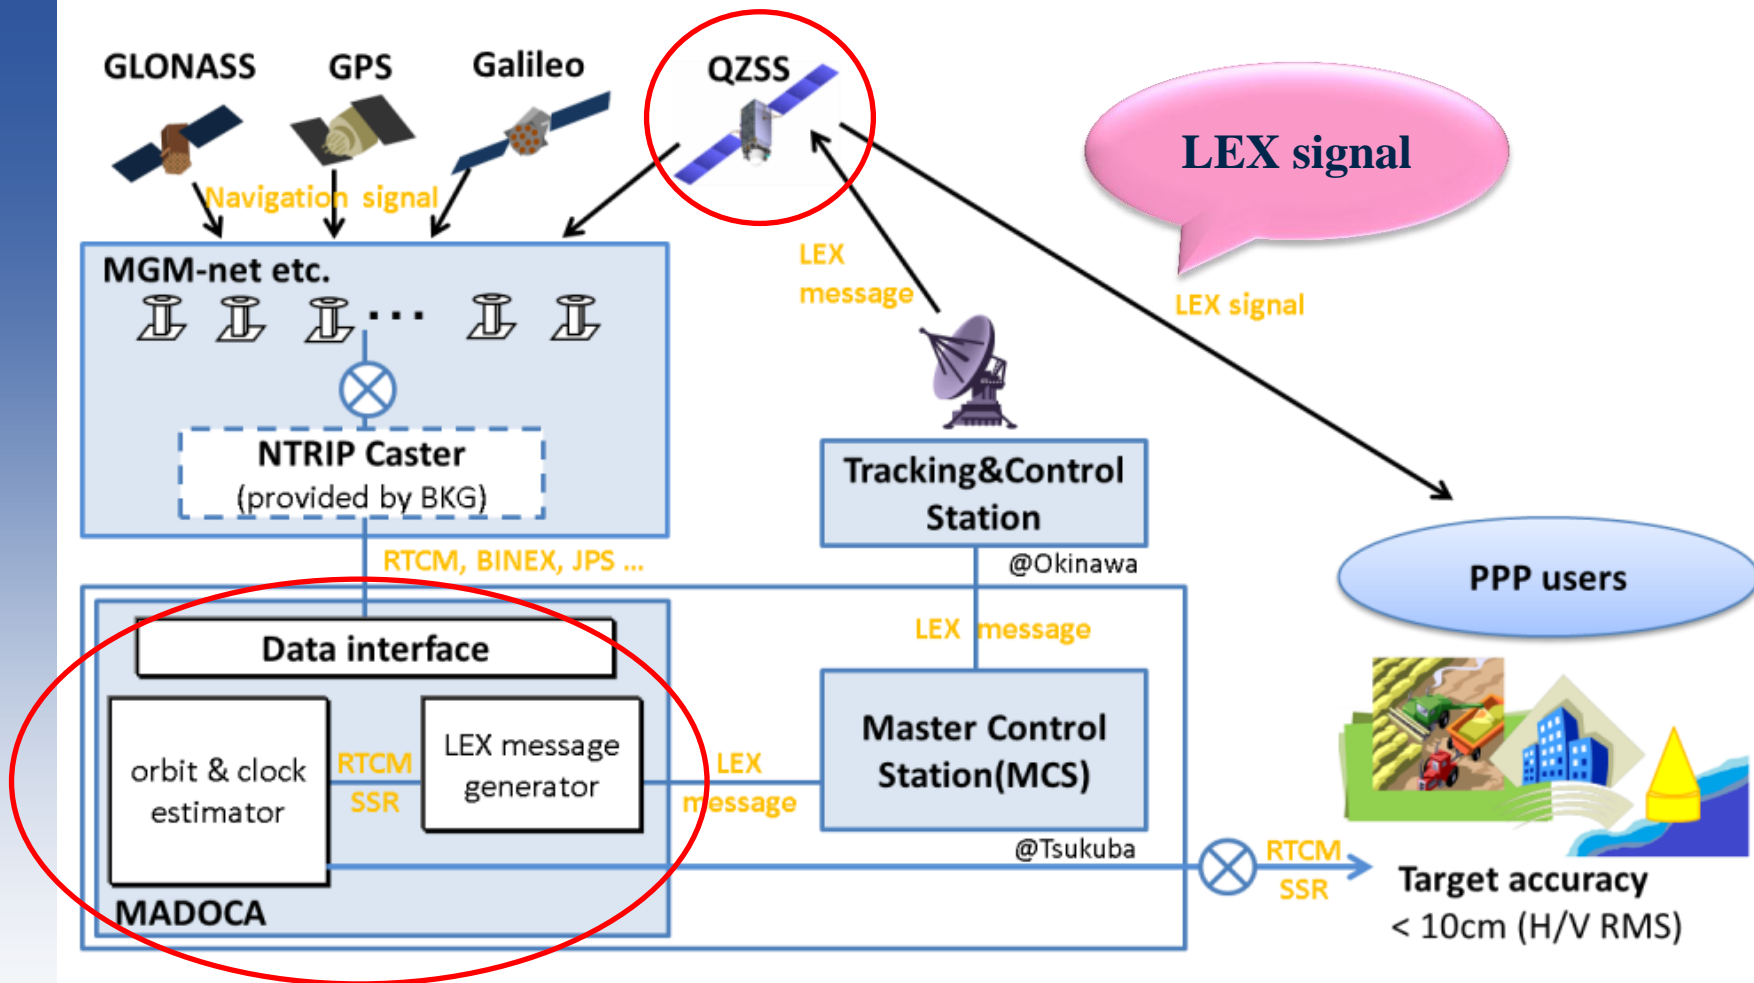 GLONASS
GPS
Galileo
QZSS
LEX signal
Navigation signal
MGM-net etc.
LEX
message
LEX signal
NTRIP Caster
(provided by BKG)
Tracking&Control
Station
@Okinawa
RTCM, BINEX, JPS ...
PPP users
Data interface
LEX message
orbit & clock
estimator
RTCM
SSR
LEX message
generator
LEX
message
Master Control
Station(MCS)
@Tsukuba
RTCM
SSR
MADOCA
Target accuracy
< 10cm (H/V RMS)